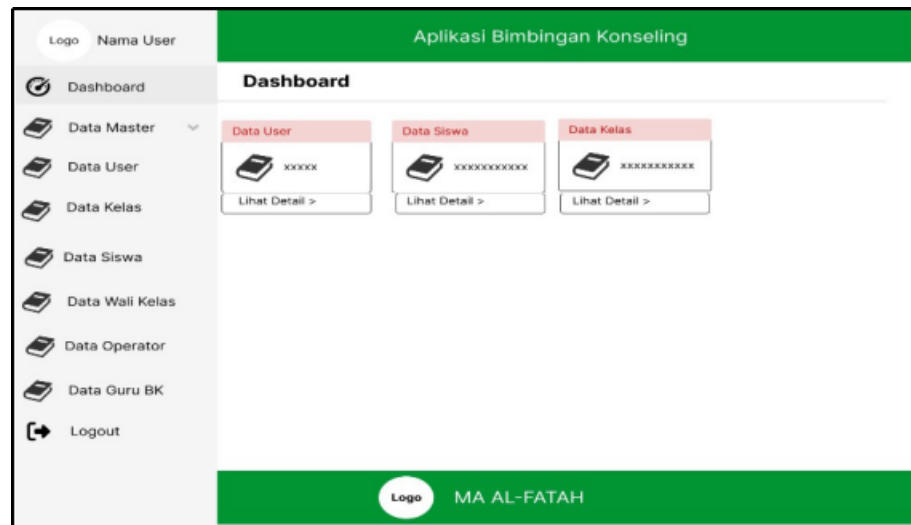 Logo Nama User
Aplikasi Bimbingan Konseling
Dashboard
Data Master
Data User
Data Kelas
Data Siswa
Data Wali Kelas
Data Operator
Data Guru BK
Logout
Dashboard
Data User
xxxxx
Lihat Detail >
Data Siswa
xxxxxxxxxxx
Lihat Detail >
Data Kelas
xxxxxxxxxxx
Lihat Detail >
Logo MA AL-FATAH